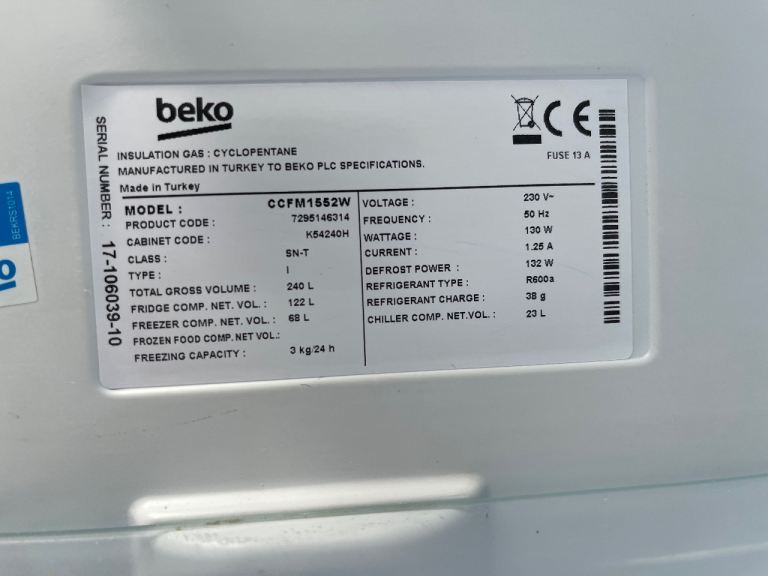 beko
CE
FUSE 13 A
INSULATION GAS : CYCLOPENTANE
MANUFACTURED IN TURKEY TO BEKO PLC SPECIFICATIONS.
Made in Turkey
SERIAL NUMBER : 17-106039-10
MODEL : CCFM1552W
PRODUCT CODE : 7295146314
CABINET CODE : K54240H
CLASS : SN-T
TYPE : I
TOTAL GROSS VOLUME : 240 L
FRIDGE COMP. NET. VOL. : 122 L
FREEZER COMP. NET. VOL. : 68 L
FROZEN FOOD COMP. NET VOL.:
FREEZING CAPACITY : 3 kg/24 h
VOLTAGE : 230 V~
FREQUENCY : 50 Hz
WATTAGE : 130 W
CURRENT : 1.25 A
DEFROST POWER : 132 W
REFRIGERANT TYPE : R600a
REFRIGERANT CHARGE : 38 g
CHILLER COMP. NET.VOL. : 23 L